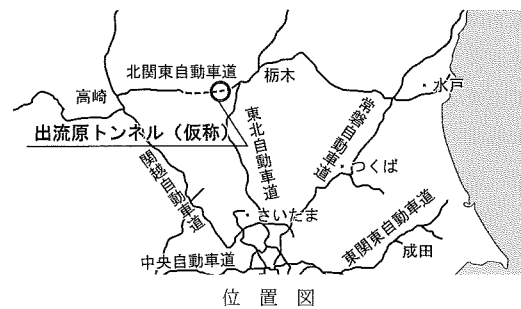 北関東自動車道
栃木
水戸
高崎
出流原トンネル（仮称）
東北自動車道
常磐自動車道
つくば
関越自動車道
さいたま
東関東自動車道
成田
中央自動車道
位置図